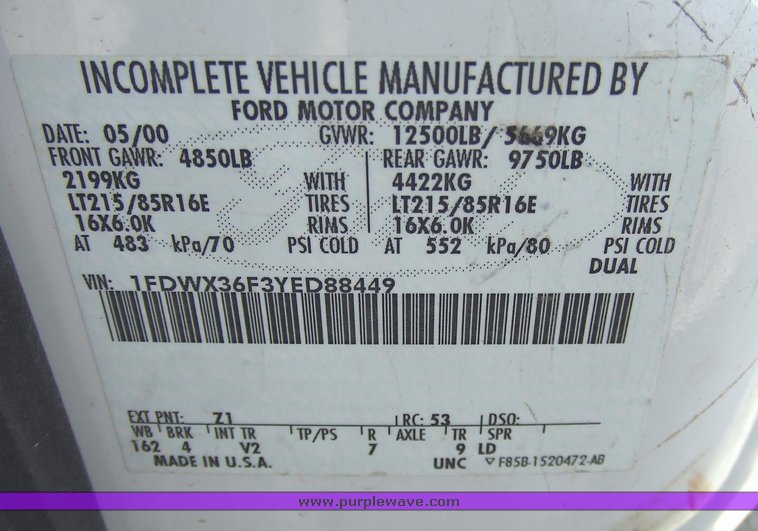 INCOMPLETE VEHICLE MANUFACTURED BY
FORD MOTOR COMPANY
DATE: 05/00 GVWR: 12500LB/ 5669KG
FRONT GAWR: 4850LB REAR GAWR: 9750LB
2199KG WITH 4422KG WITH
LT215/85R16E TIRES LT215/85R16E TIRES
16X6.0K RIMS 16X6.0K RIMS
AT 483 kPa/70 PSI COLD AT 552 kPa/80 PSI COLD
DUAL
VIN: 1FDWX36F3YED88449
EXT PNT: Z1 RC: 53 DSO:
WB BRK INT TR TP/PS R AXLE TR SPR
162 4 V2 7 9 LD
MADE IN U.S.A. UNC F85B-1520472-AB
www.purplewave.com